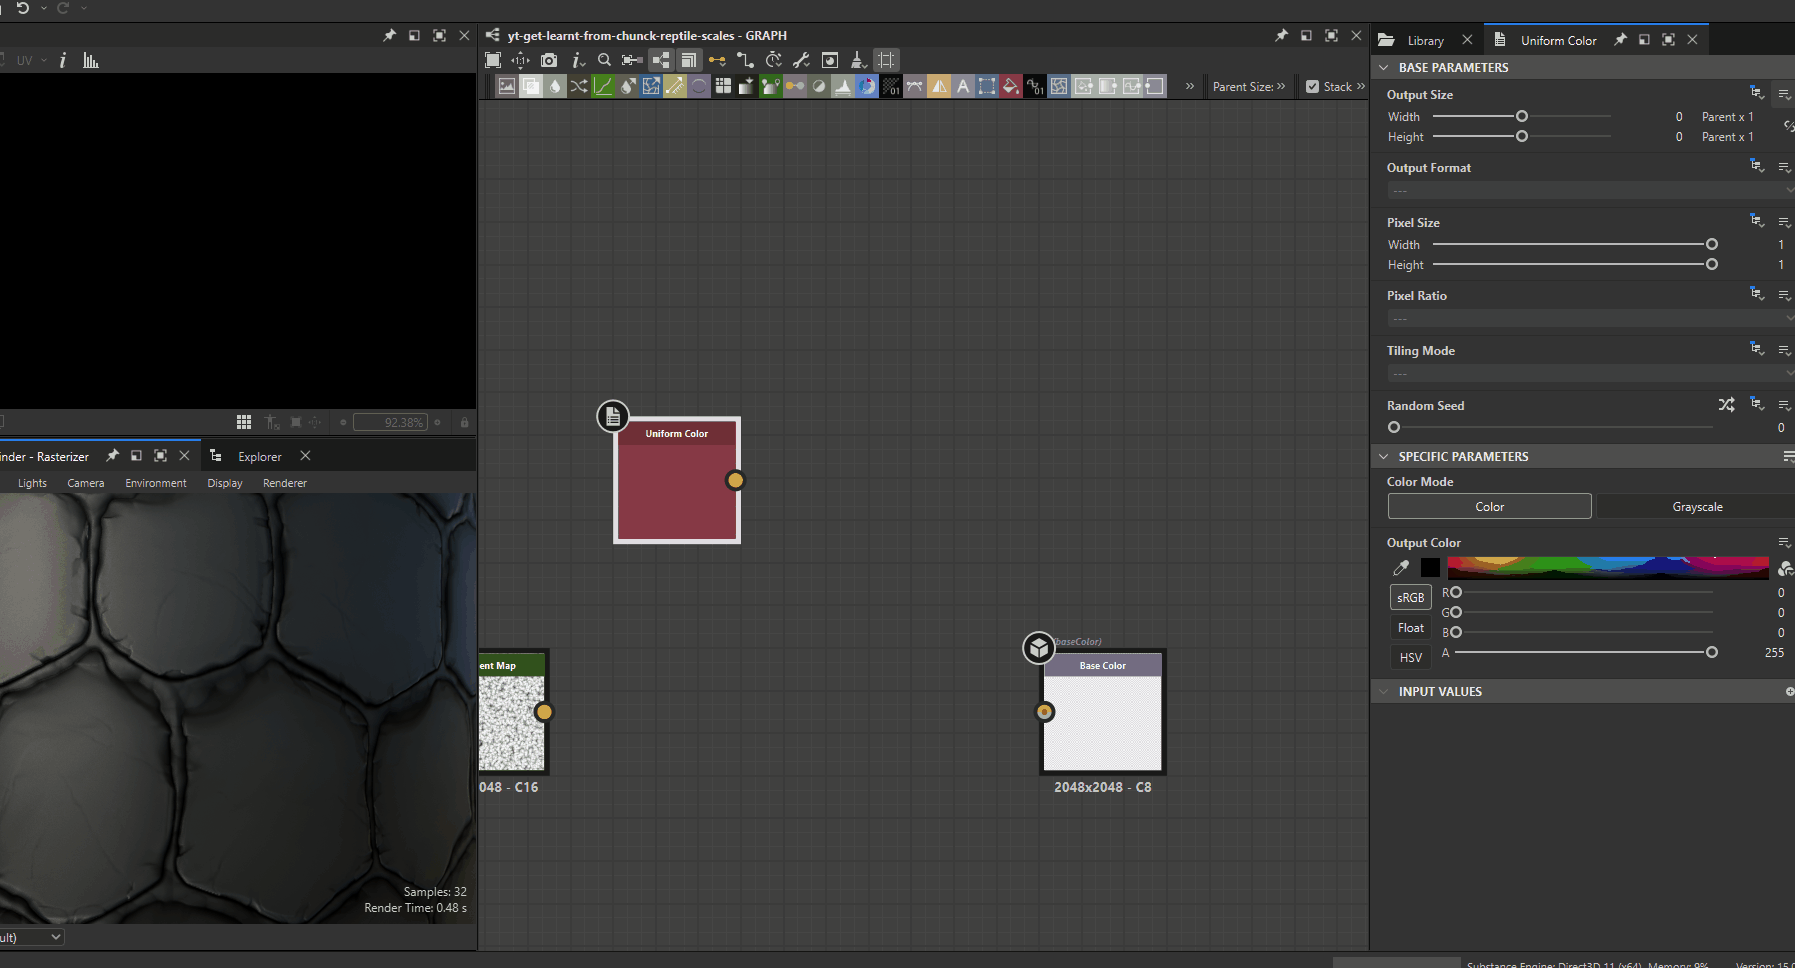 yt-get-learnt-from-chunck-reptile-scales - GRAPH
UV
1:1
01
A
01
Parent Size:
Stack
92.38%
inder - Rasterizer
Explorer
Lights
Camera
Environment
Display
Renderer
Samples: 32
Render Time: 0.48 s
ult)
Uniform Color
ent Map
048 - C16
(baseColor)
Base Color
2048x2048 - C8
Library
Uniform Color
BASE PARAMETERS
Output Size
Width 0 Parent x 1
Height 0 Parent x 1
Output Format
---
Pixel Size
Width 1
Height 1
Pixel Ratio
---
Tiling Mode
---
Random Seed
0
SPECIFIC PARAMETERS
Color Mode
Color
Grayscale
Output Color
sRGB
Float
HSV
R 0
G 0
B 0
A 255
INPUT VALUES
Substance Engine: Direct3D 11 (x64) Memory: 9%
Version: 15.0